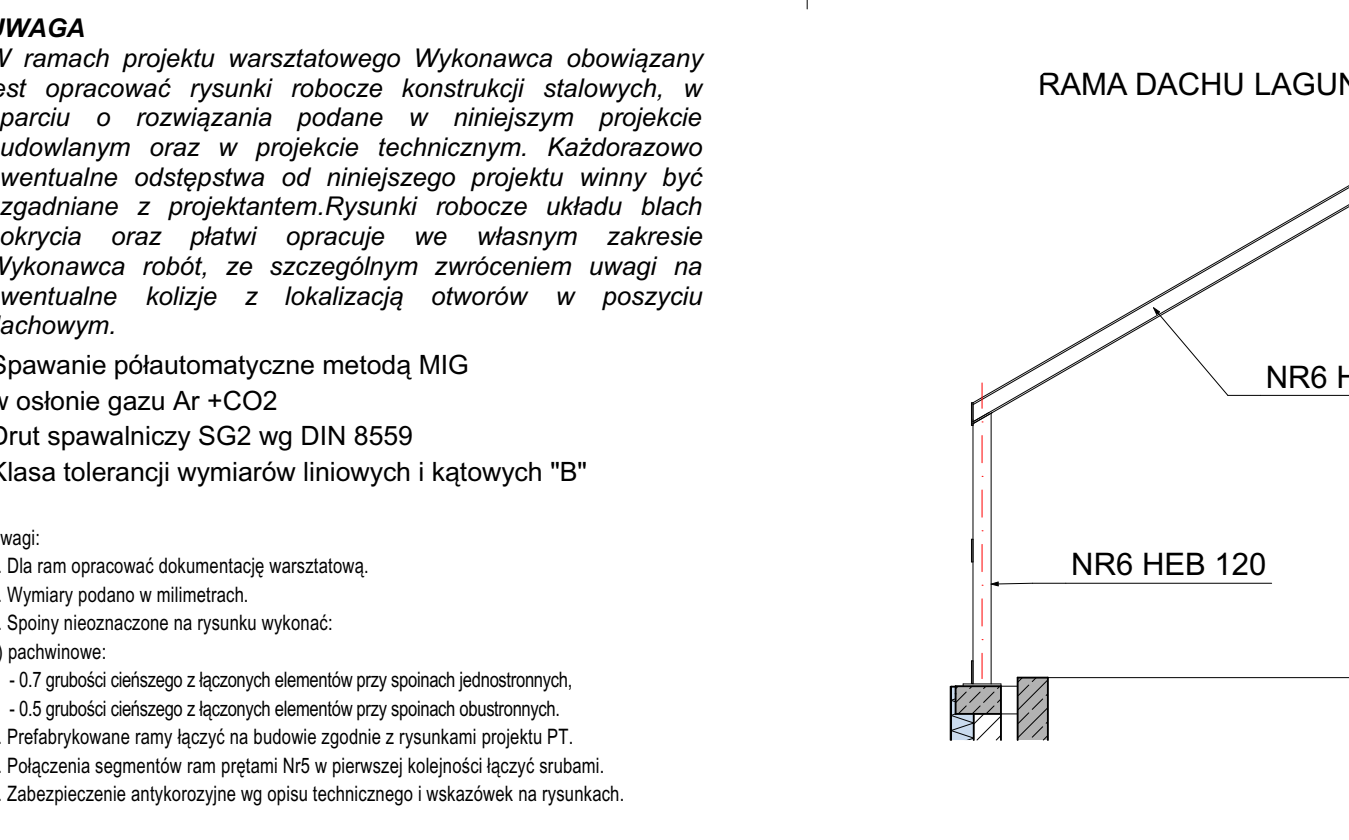 UWAGA
W ramach projektu warsztatowego Wykonawca obowiązany
est opracować rysunki robocze konstrukcji stalowych, w
parciu o rozwiązania podane w niniejszym projekcie
udowlanym oraz w projekcie technicznym. Każdorazowo
wentualne odstępstwa od niniejszego projektu winny być
zgadniane z projektantem.Rysunki robocze układu blach
okrycia oraz płatwi opracuje we własnym zakresie
Wykonawca robót, ze szczególnym zwróceniem uwagi na
wentualne kolizje z lokalizacją otworów w poszyciu
dachowym.
Spawanie półautomatyczne metodą MIG
w osłonie gazu Ar +CO2
Drut spawalniczy SG2 wg DIN 8559
Klasa tolerancji wymiarów liniowych i kątowych "B"
wagi:
. Dla ram opracować dokumentację warsztatową.
. Wymiary podano w milimetrach.
. Spoiny nieoznaczone na rysunku wykonać:
) pachwinowe:
- 0.7 grubości cieńszego z łączonych elementów przy spoinach jednostronnych,
- 0.5 grubości cieńszego z łączonych elementów przy spoinach obustronnych.
. Prefabrykowane ramy łączyć na budowie zgodnie z rysunkami projektu PT.
. Połączenia segmentów ram prętami Nr5 w pierwszej kolejności łączyć srubami.
. Zabezpieczenie antykorozyjne wg opisu technicznego i wskazówek na rysunkach.
RAMA DACHU LAGUN
NR6 H
NR6 HEB 120